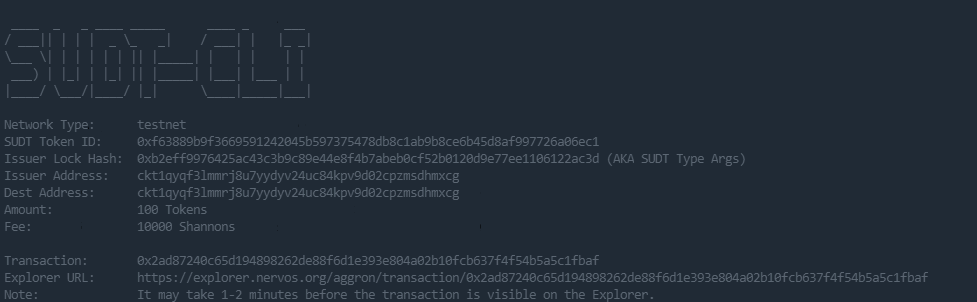 SUDT-CLI
Network Type: testnet
SUDT Token ID: 0xf63889b9f3669591242045b597375478db8c1ab9b8ce6b45d8af997726a06ec1
Issuer Lock Hash: 0xb2eff9976425ac43c3b9c89e44e8f4b7abeb0cf52b0120d9e77ee1106122ac3d (AKA SUDT Type Args)
Issuer Address: ckt1qyqf3lmmrj8u7yydyv24uc84kpv9d02cpzmsdhmxcg
Dest Address: ckt1qyqf3lmmrj8u7yydyv24uc84kpv9d02cpzmsdhmxcg
Amount: 100 Tokens
Fee: 10000 Shannons
Transaction: 0x2ad87240c65d194898262de88f6d1e393e804a02b10fcb637f4f54b5a5c1fbaf
Explorer URL: https://explorer.nervos.org/aggron/transaction/0x2ad87240c65d194898262de88f6d1e393e804a02b10fcb637f4f54b5a5c1fbaf
Note: It may take 1-2 minutes before the transaction is visible on the Explorer.